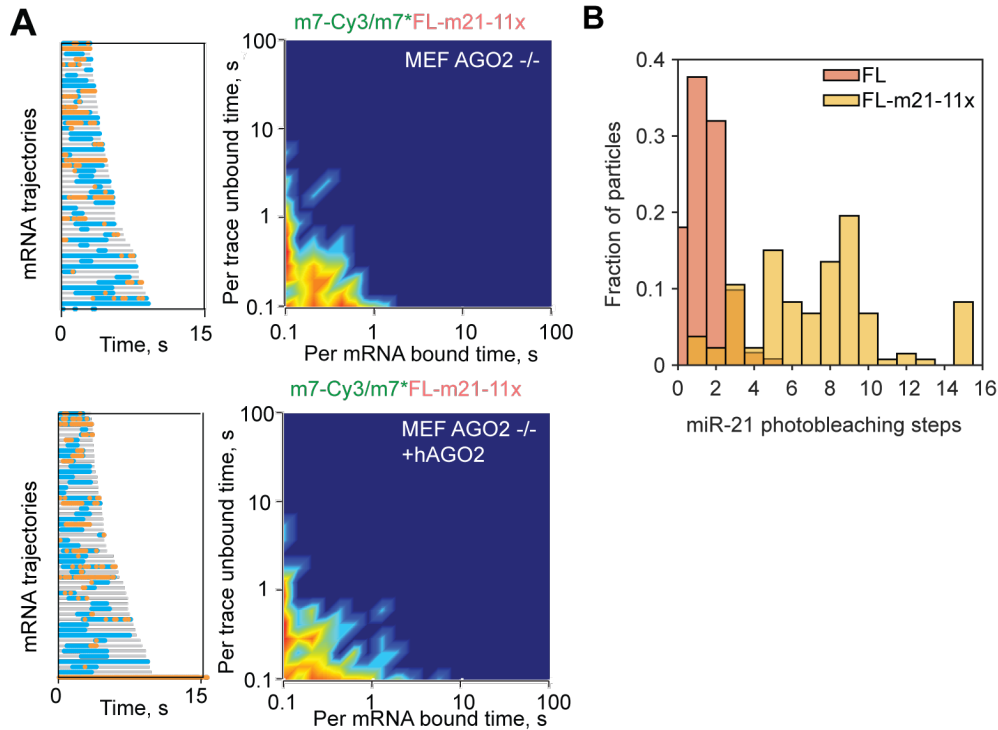 A
m7-Cy3/m7*FL-m21-11x
mRNA trajectories
0
15
Time, s
Per trace unbound time, s
100
10
1
0.1
MEF AGO2 -/-
0.1
1
10
100
Per mRNA bound time, s
m7-Cy3/m7*FL-m21-11x
mRNA trajectories
0
15
Time, s
Per trace unbound time, s
100
10
1
0.1
MEF AGO2 -/-
+hAGO2
0.1
1
10
100
Per mRNA bound time, s
B
FL
FL-m21-11x
Fraction of particles
0.4
0.3
0.2
0.1
0
0 2 4 6 8 10 12 14 16
miR-21 photobleaching steps